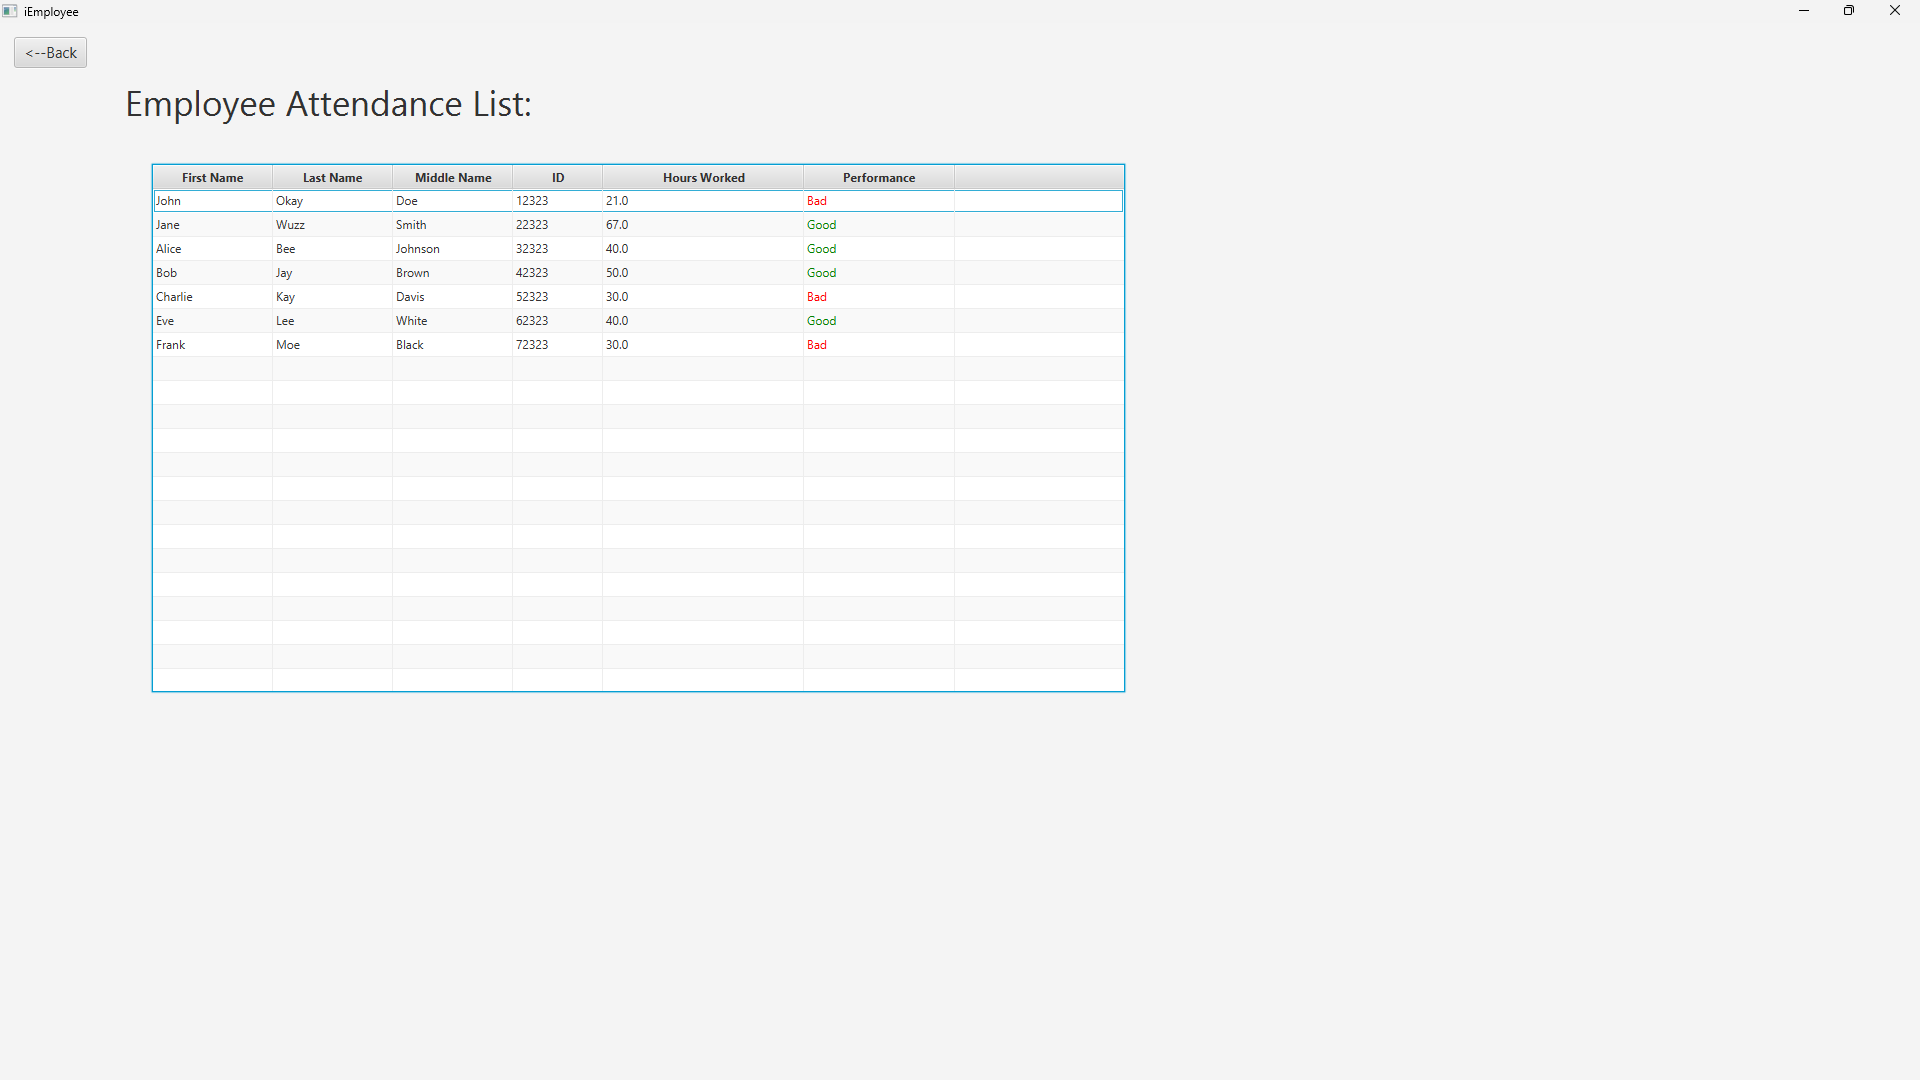 iEmployee
<--Back
Employee Attendance List:
First Name Last Name Middle Name ID Hours Worked Performance
John Okay Doe 12323 21.0 Bad
Jane Wuzz Smith 22323 67.0 Good
Alice Bee Johnson 32323 40.0 Good
Bob Jay Brown 42323 50.0 Good
Charlie Kay Davis 52323 30.0 Bad
Eve Lee White 62323 40.0 Good
Frank Moe Black 72323 30.0 Bad